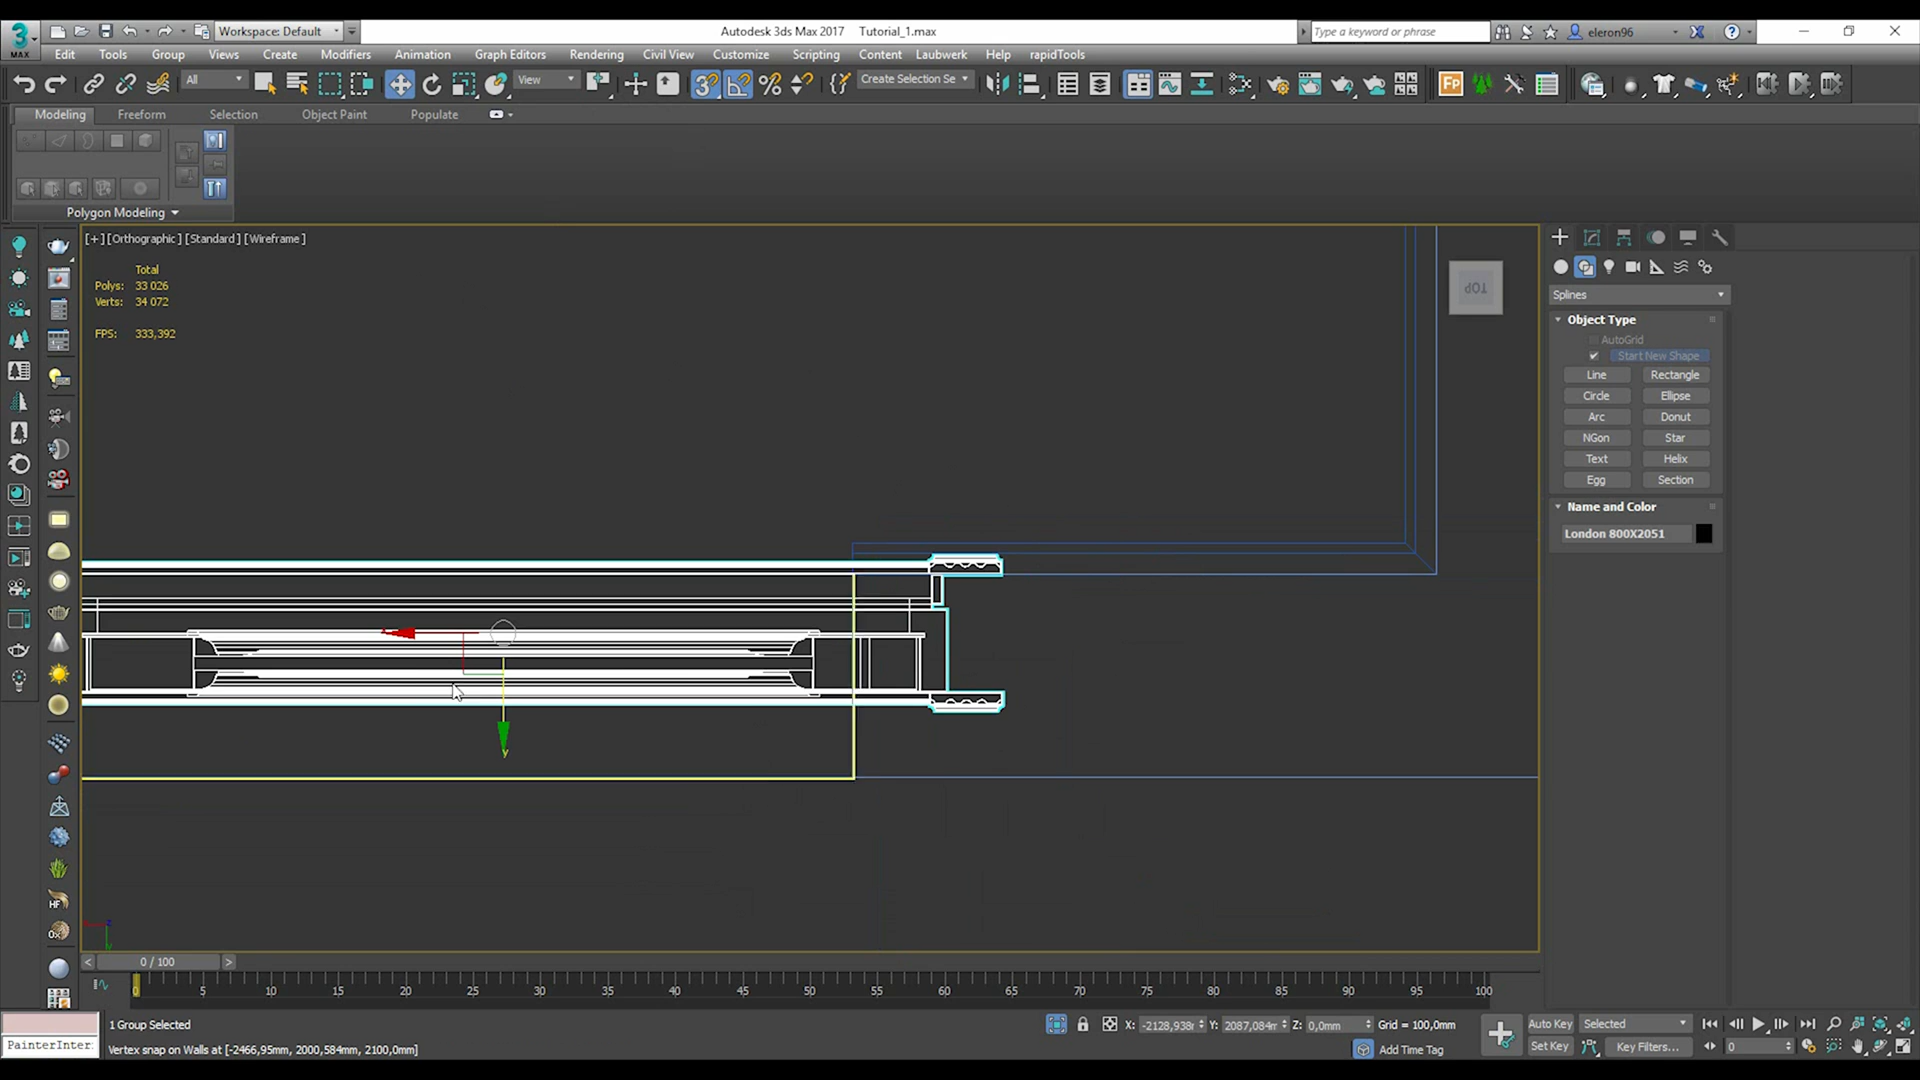 Workspace: Default
Autodesk 3ds Max 2017    Tutorial_1.max
Type a keyword or phrase
eleron96
MAX
Edit Tools Group Views Create Modifiers Animation Graph Editors Rendering Civil View Customize Scripting Content Laubwerk Help rapidTools
All
View
Create Selection Se
Modeling Freeform Selection Object Paint Populate
Polygon Modeling
[+] [Orthographic] [Standard] [Wireframe]
Total
Polys: 33 026
Verts: 34 072
FPS: 333,392
TOP
Splines
Object Type
AutoGrid
Start New Shape
Line Rectangle
Circle Ellipse
Arc Donut
NGon Star
Text Helix
Egg Section
Name and Color
London 800X2051
y
0 / 100
0 5 10 15 20 25 30 35 40 45 50 55 60 65 70 75 80 85 90 95 100
1 Group Selected
X: -2128,938r Y: 2087,084r Z: 0,0mm Grid = 100,0mm
Auto Key Selected
PainterInter:
Vertex snap on Walls at [-2466,95mm, 2000,584mm, 2100,0mm]
Add Time Tag
Set Key Key Filters... 0